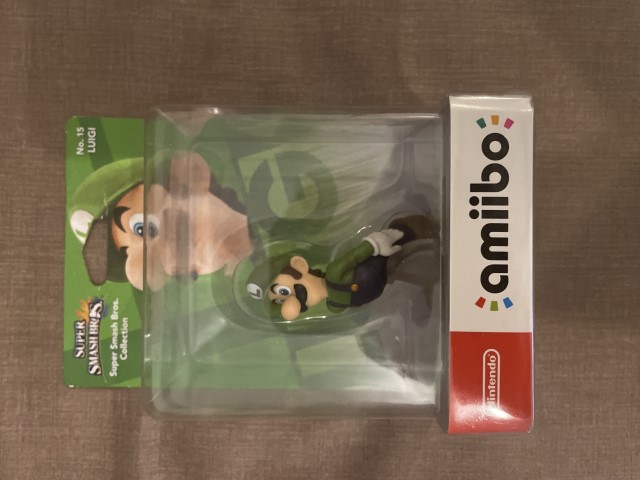 SUPER
SMASH BROS.
Super Smash Bros.
Collection
No. 15
LUIGI
L
Nintendo
amiibo